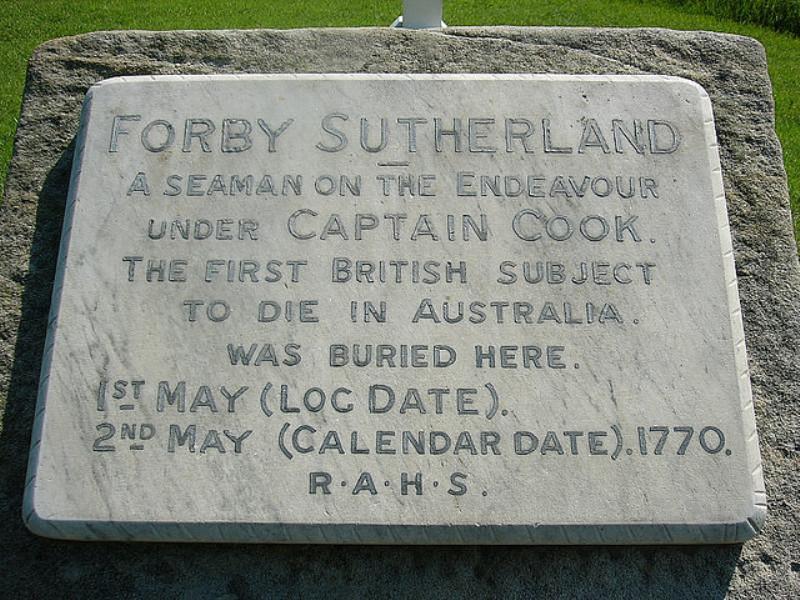 FORBY SUTHERLAND
A SEAMAN ON THE ENDEAVOUR
UNDER CAPTAIN COOK.
THE FIRST BRITISH SUBJECT
TO DIE IN AUSTRALIA.
WAS BURIED HERE.
1ST MAY (LOG DATE).
2ND MAY (CALENDAR DATE).1770.
R·A·H·S.